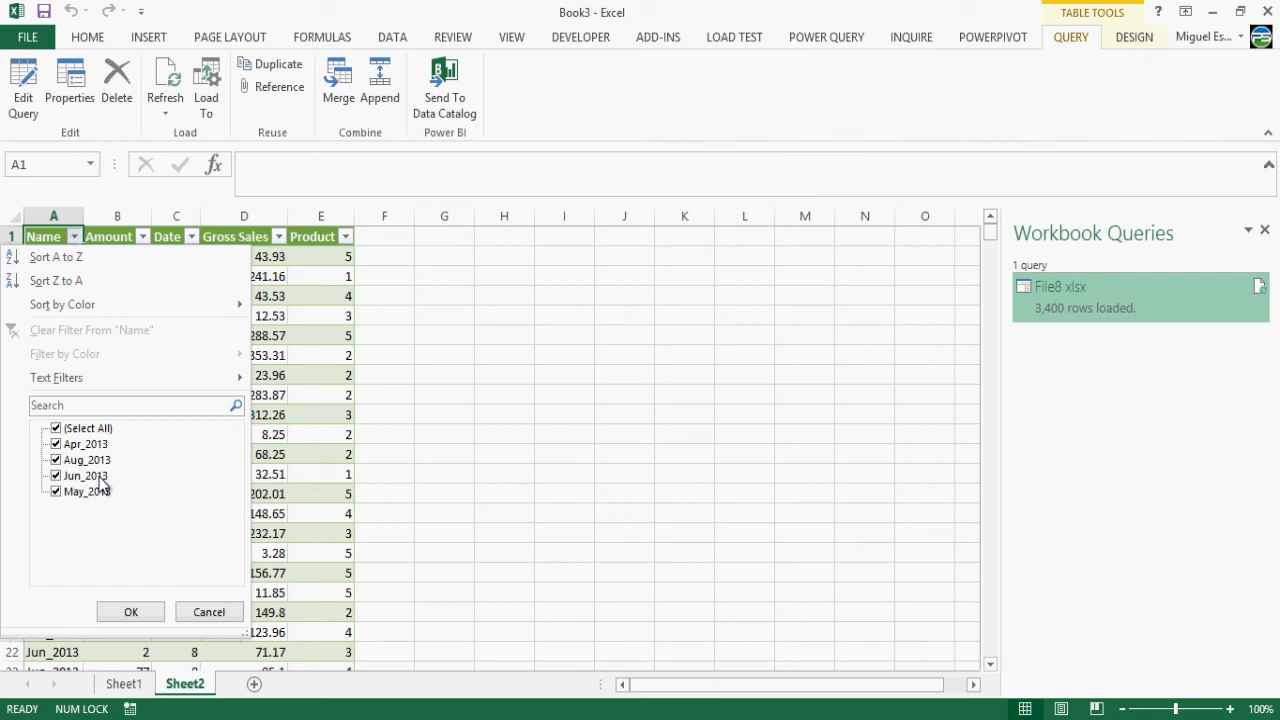 Book3 - Excel
TABLE TOOLS
?
FILE
HOME
INSERT
PAGE LAYOUT
FORMULAS
DATA
REVIEW
VIEW
DEVELOPER
ADD-INS
LOAD TEST
POWER QUERY
INQUIRE
POWERPIVOT
QUERY
DESIGN
Miguel Es...
Edit Query
Properties
Delete
Refresh
Load To
Duplicate
Reference
Merge
Append
Send To Data Catalog
Edit
Load
Reuse
Combine
Power BI
A1
fx
A B C D E F G H I J K L M N O
1 Name Amount Date Gross Sales Product
Sort A to Z
Sort Z to A
Sort by Color
Clear Filter From "Name"
Filter by Color
Text Filters
Search
(Select All)
Apr_2013
Aug_2013
Jun_2013
May_2013
OK
Cancel
43.93 5
241.16 1
43.53 4
12.53 3
288.57 5
353.31 2
23.96 2
283.87 2
312.26 3
8.25 2
68.25 2
32.51 1
202.01 5
148.65 4
232.17 3
3.28 5
156.77 5
11.85 5
149.8 2
123.96 4
22 Jun_2013 2 8 71.17 3
Workbook Queries
1 query
File8 xlsx
3,400 rows loaded.
Sheet1
Sheet2
READY
NUM LOCK
100%